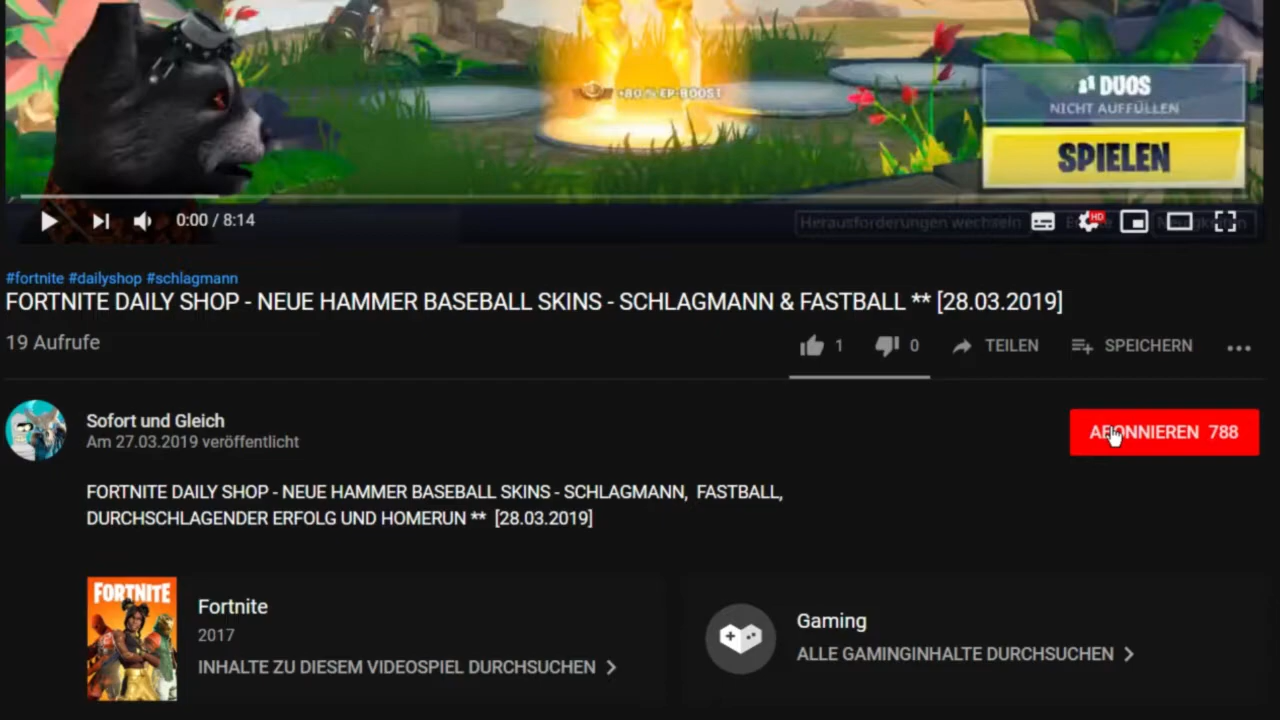 +80 % EP-BOOST
DUOS
NICHT AUFFÜLLEN
SPIELEN
0:00 / 8:14
Herausforderungen wechseln
HD
#fortnite #dailyshop #schlagmann
FORTNITE DAILY SHOP - NEUE HAMMER BASEBALL SKINS - SCHLAGMANN & FASTBALL ** [28.03.2019]
19 Aufrufe
1
0
TEILEN
SPEICHERN
Sofort und Gleich
Am 27.03.2019 veröffentlicht
ABONNIEREN 788
FORTNITE DAILY SHOP - NEUE HAMMER BASEBALL SKINS - SCHLAGMANN, FASTBALL,
DURCHSCHLAGENDER ERFOLG UND HOMERUN ** [28.03.2019]
FORTNITE
Fortnite
2017
INHALTE ZU DIESEM VIDEOSPIEL DURCHSUCHEN
Gaming
ALLE GAMINGINHALTE DURCHSUCHEN